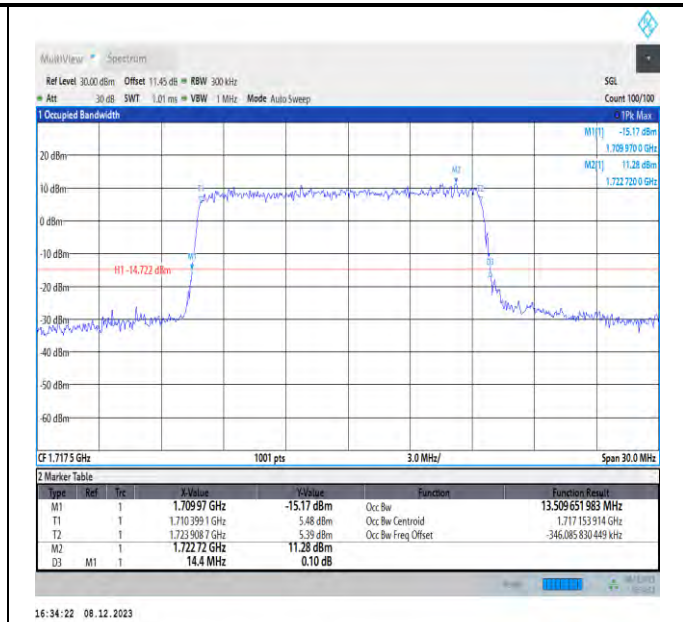 MultiView Spectrum
Ref Level 30.00 dBm Offset 11.45 dB RBW 300 kHz SGL
Att 30 dB SWT 1.01 ms VBW 1 MHz Mode Auto Sweep Count 100/100
1 Occupied Bandwidth 1Pk Max
M1[1] -15.17 dBm
1.709 970 0 GHz
M2[1] 11.28 dBm
1.722 720 0 GHz
20 dBm
M2
10 dBm
T1 T2
0 dBm
-10 dBm
M1 D3
H1 -14.722 dBm
-20 dBm
-30 dBm
-40 dBm
-50 dBm
-60 dBm
CF 1.7175 GHz 1001 pts 3.0 MHz/ Span 30.0 MHz
2 Marker Table
Type Ref Trc X-Value Y-Value Function Function Result
M1 1 1.709 97 GHz -15.17 dBm Occ Bw 13.509 651 983 MHz
T1 1 1.710 399 1 GHz 5.48 dBm Occ Bw Centroid 1.717 153 914 GHz
T2 1 1.723 908 7 GHz 5.39 dBm Occ Bw Freq Offset -346.085 830 449 kHz
M2 1 1.722 72 GHz 11.28 dBm
D3 M1 1 14.4 MHz 0.10 dB
16:34:22 08.12.2023